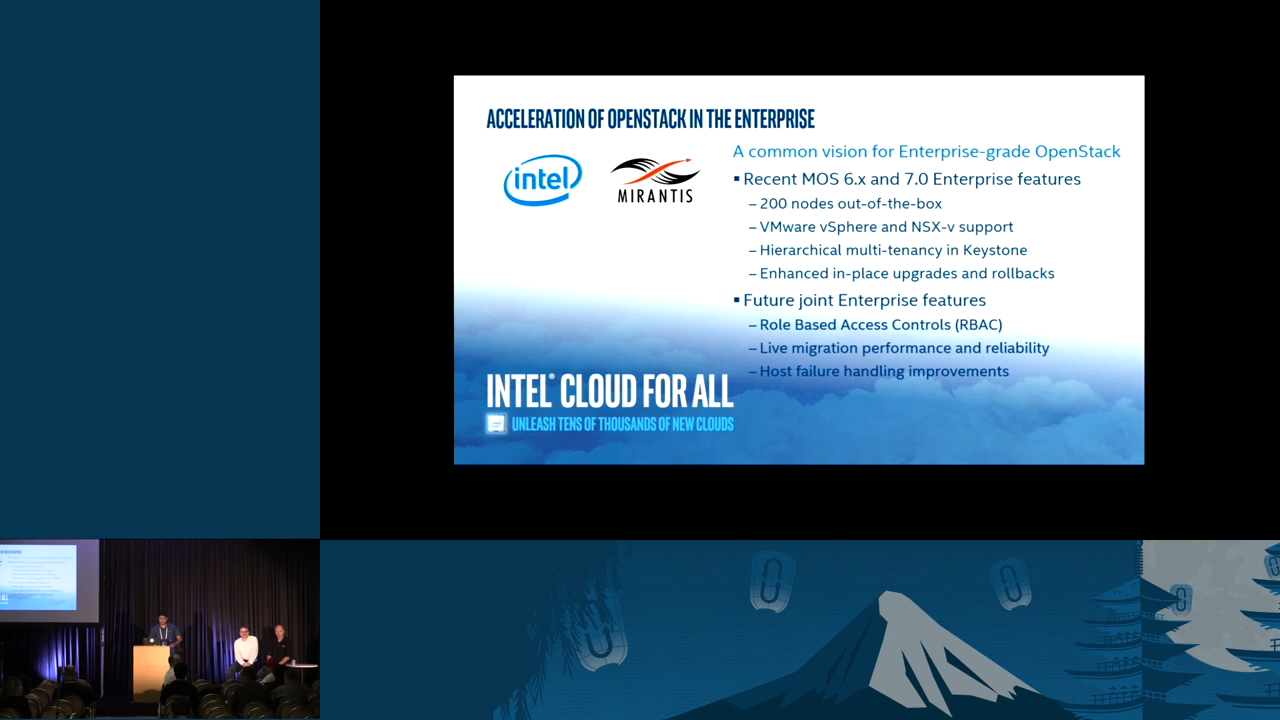 ACCELERATION OF OPENSTACK IN THE ENTERPRISE
intel
MIRANTIS
A common vision for Enterprise-grade OpenStack
▪ Recent MOS 6.x and 7.0 Enterprise features
– 200 nodes out-of-the-box
– VMware vSphere and NSX-v support
– Hierarchical multi-tenancy in Keystone
– Enhanced in-place upgrades and rollbacks
▪ Future joint Enterprise features
– Role Based Access Controls (RBAC)
– Live migration performance and reliability
– Host failure handling improvements
INTEL® CLOUD FOR ALL
UNLEASH TENS OF THOUSANDS OF NEW CLOUDS